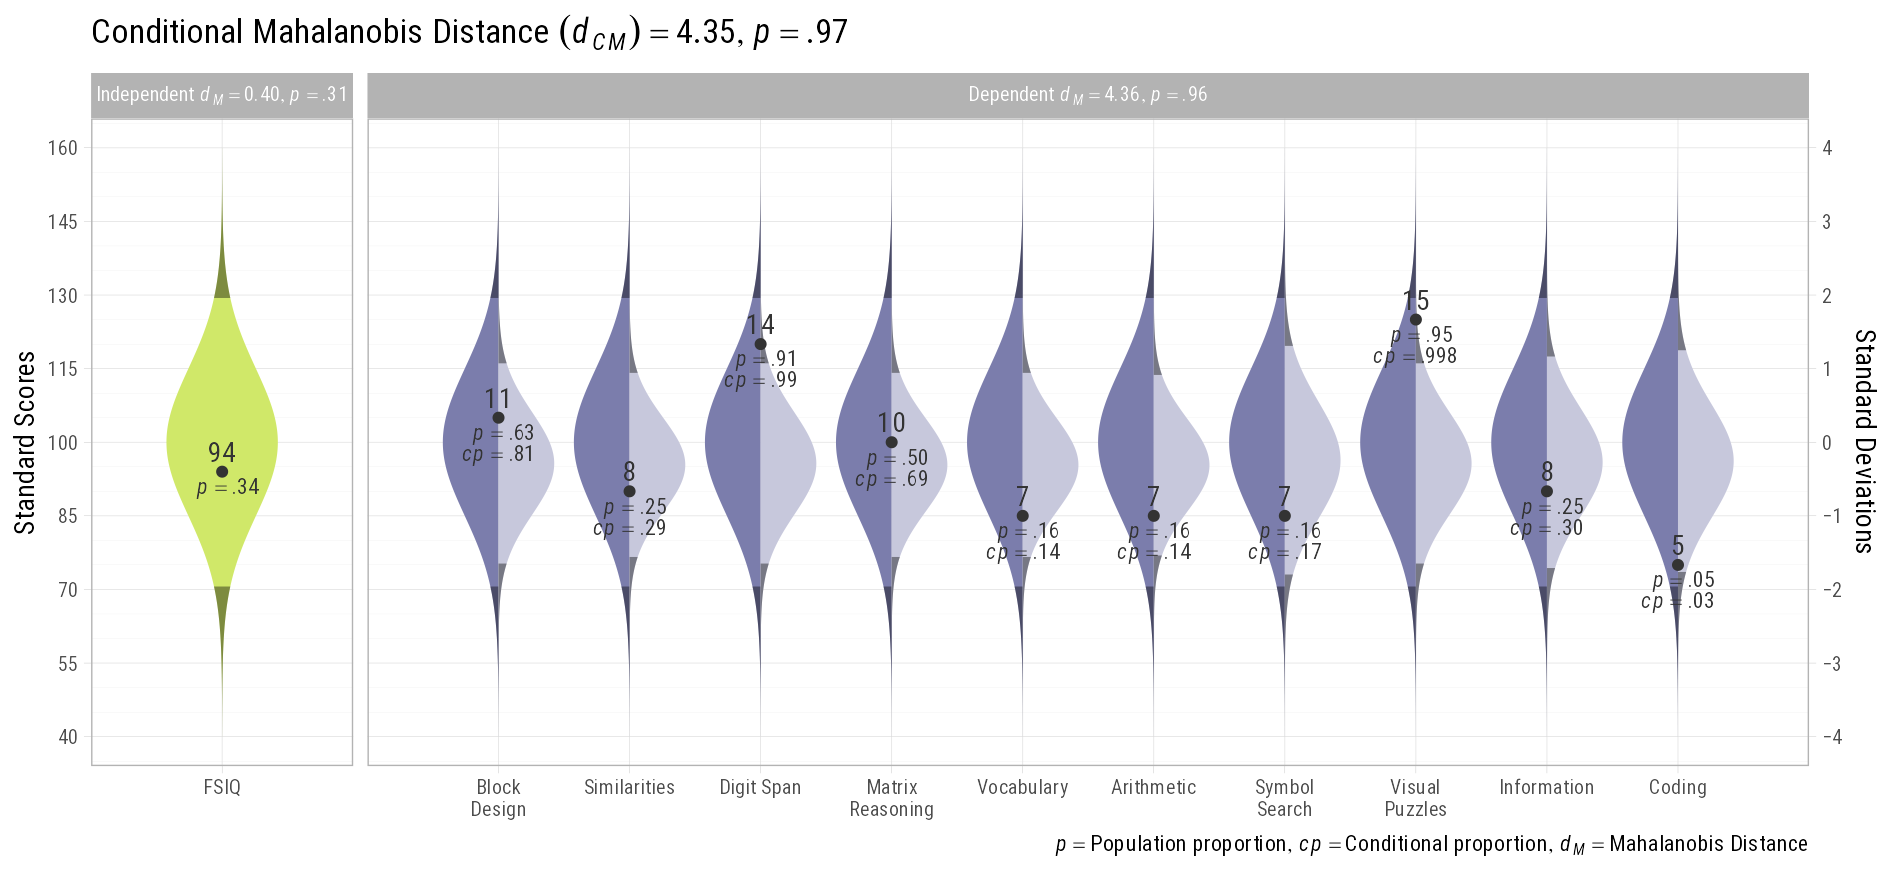 Conditional Mahalanobis Distance (d CM) = 4.35, p = .97
Independent d M = 0.40, p = .31
Dependent d M = 4.36, p = .96
Standard Scores
160
145
130
115
100
85
70
55
40
94
p = .34
11
p = .63
cp = .81
8
p = .25
cp = .29
14
p = .91
cp = .99
10
p = .50
cp = .69
7
p = .16
cp = .14
7
p = .16
cp = .14
7
p = .16
cp = .17
15
p = .95
cp = .998
8
p = .25
cp = .30
5
p = .05
cp = .03
4
3
2
1
0
−1
−2
−3
−4
Standard Deviations
FSIQ
Block
Design
Similarities
Digit Span
Matrix
Reasoning
Vocabulary
Arithmetic
Symbol
Search
Visual
Puzzles
Information
Coding
p = Population proportion, cp = Conditional proportion, d M = Mahalanobis Distance